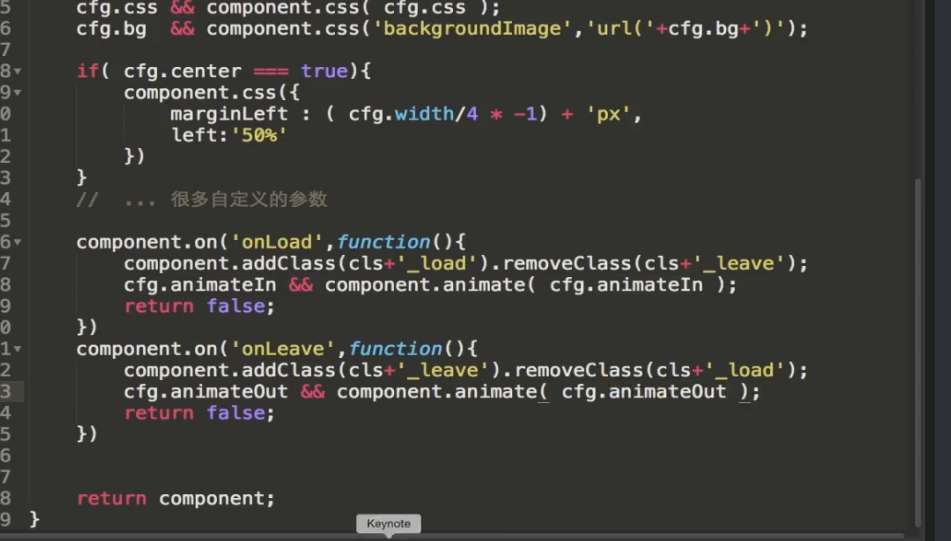 5 cfg.css && component.css( cfg.css );
6 cfg.bg  && component.css('backgroundImage','url('+cfg.bg+')');
7
8 if( cfg.center === true){
9 component.css({
0 marginLeft : ( cfg.width/4 * -1) + 'px',
1 left:'50%'
2 })
3 }
4 //  ... 很多自定义的参数
5
6 component.on('onLoad',function(){
7 component.addClass(cls+'_load').removeClass(cls+'_leave');
8 cfg.animateIn && component.animate( cfg.animateIn );
9 return false;
0 })
1 component.on('onLeave',function(){
2 component.addClass(cls+'_leave').removeClass(cls+'_load');
3 cfg.animateOut && component.animate( cfg.animateOut );
4 return false;
5 })
6
7
8 return component;
9 }
Keynote